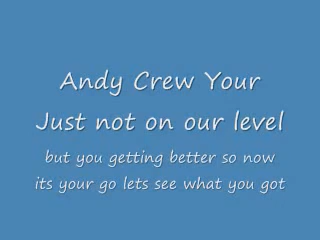 Andy Crew Your
Just not on our level
but you getting better so now
its your go lets see what you got